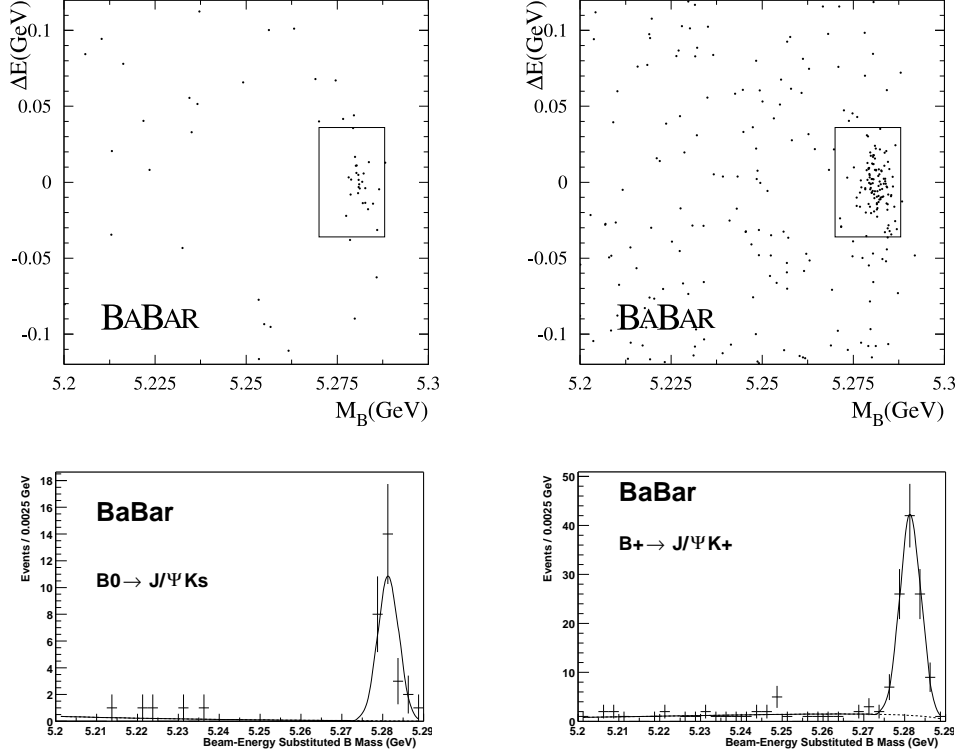 ΔE(GeV)
0.1
0.05
0
-0.05
-0.1
BABAR
5.2 5.225 5.25 5.275 5.3
M_B(GeV)
ΔE(GeV)
0.1
0.05
0
-0.05
-0.1
BABAR
5.2 5.225 5.25 5.275 5.3
M_B(GeV)
Events / 0.0025 GeV
18
16
14
12
10
8
6
4
2
0
BaBar
B0→ J/Ψ Ks
5.2 5.21 5.22 5.23 5.24 5.25 5.26 5.27 5.28 5.29
Beam-Energy Substituted B Mass (GeV)
Events / 0.0025 GeV
50
40
30
20
10
0
BaBar
B+→ J/Ψ K+
5.2 5.21 5.22 5.23 5.24 5.25 5.26 5.27 5.28 5.29
Beam-Energy Substituted B Mass (GeV)